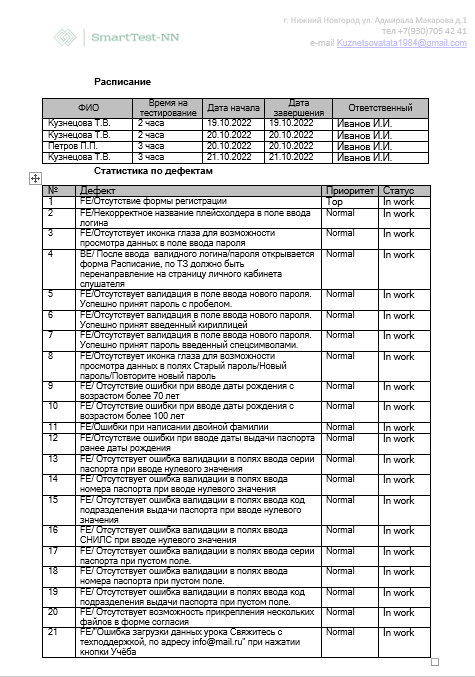 г. Нижний Новгород ул. Адмирала Макарова д.1
SmartTest-NN
тел +7(930)705 42 41
e-mail Kuznetsovatata1984@gmail.com
Расписание
ФИО Время на тестирование Дата начала Дата завершения Ответственный
Кузнецова Т.В. 2 часа 19.10.2022 19.10.2022 Иванов И.И.
Кузнецова Т.В. 2 часа 20.10.2022 20.10.2022 Иванов И.И.
Петров П.П. 3 часа 20.10.2022 20.10.2022 Иванов И.И.
Кузнецова Т.В. 3 часа 21.10.2022 21.10.2022 Иванов И.И.
Статистика по дефектам
№ Дефект Приоритет Статус
1 FE/Отсутствие формы регистрации Top In work
2 FE/Некорректное название плейсхолдера в поле ввода Normal In work
логина
3 FE/Отсутствует иконка глаза для возможности Normal In work
просмотра данных в поле ввода пароля
4 BE/ После ввода валидного логина/пароля открывается Normal In work
форма Расписание, по ТЗ должно быть
перенаправление на страницу личного кабинета
слушателя
5 FE/Отсутствует валидация в поле ввода нового пароля. Normal In work
Успешно принят пароль с пробелом.
6 FE/Отсутствует валидация в поле ввода нового пароля. Normal In work
Успешно принят введенный кириллицей
7 FE/Отсутствует валидация в поле ввода нового пароля. Normal In work
Успешно принят пароль введенный спецсимволами.
8 FE/Отсутствует иконка глаза для возможности Normal In work
просмотра данных в полях Старый пароль/Новый
пароль/Повторите новый пароль
9 FE/ Отсутствие ошибки при вводе даты рождения с Normal In work
возрастом более 70 лет
10 FE/ Отсутствие ошибки при вводе даты рождения с Normal In work
возрастом более 100 лет
11 FE/Ошибки при написании двойной фамилии Normal In work
12 FE/Отсутствие ошибки при вводе даты выдачи паспорта Normal In work
ранее даты рождения
13 FE/ Отсутствует ошибка валидации в полях ввода серии Normal In work
паспорта при вводе нулевого значения
14 FE/ Отсутствует ошибка валидации в полях ввода Normal In work
номера паспорта при вводе нулевого значения
15 FE/ Отсутствует ошибка валидации в полях ввода код Normal In work
подразделения выдачи паспорта при вводе нулевого
значения
16 FE/ Отсутствует ошибка валидации в полях ввода Normal In work
СНИЛС при вводе нулевого значения
17 FE/ Отсутствует ошибка валидации в полях ввода серии Normal In work
паспорта при пустом поле.
18 FE/ Отсутствует ошибка валидации в полях ввода Normal In work
номера паспорта при пустом поле.
19 FE/ Отсутствует ошибка валидации в полях ввода код Normal In work
подразделения выдачи паспорта при пустом поле.
20 FE/ Отсутствует возможность прикрепления нескольких Normal In work
файлов в форме согласия
21 FE/"Ошибка загрузки данных урока Свяжитесь с Normal In work
техподдержкой, по адресу info@mail.ru" при нажатии
кнопки Учёба